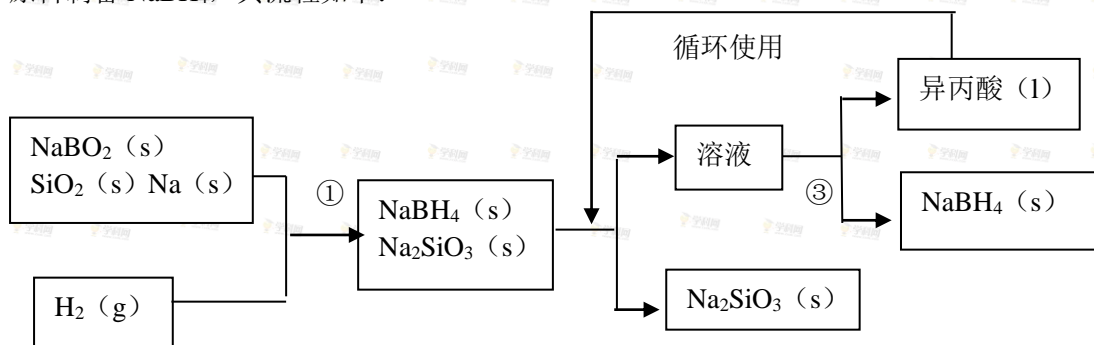 循环使用
异丙酸（l）
NaBO₂（s）
SiO₂（s）Na（s）
溶液
①
③
NaBH₄（s）
Na₂SiO₃（s）
NaBH₄（s）
H₂（g）
Na₂SiO₃（s）